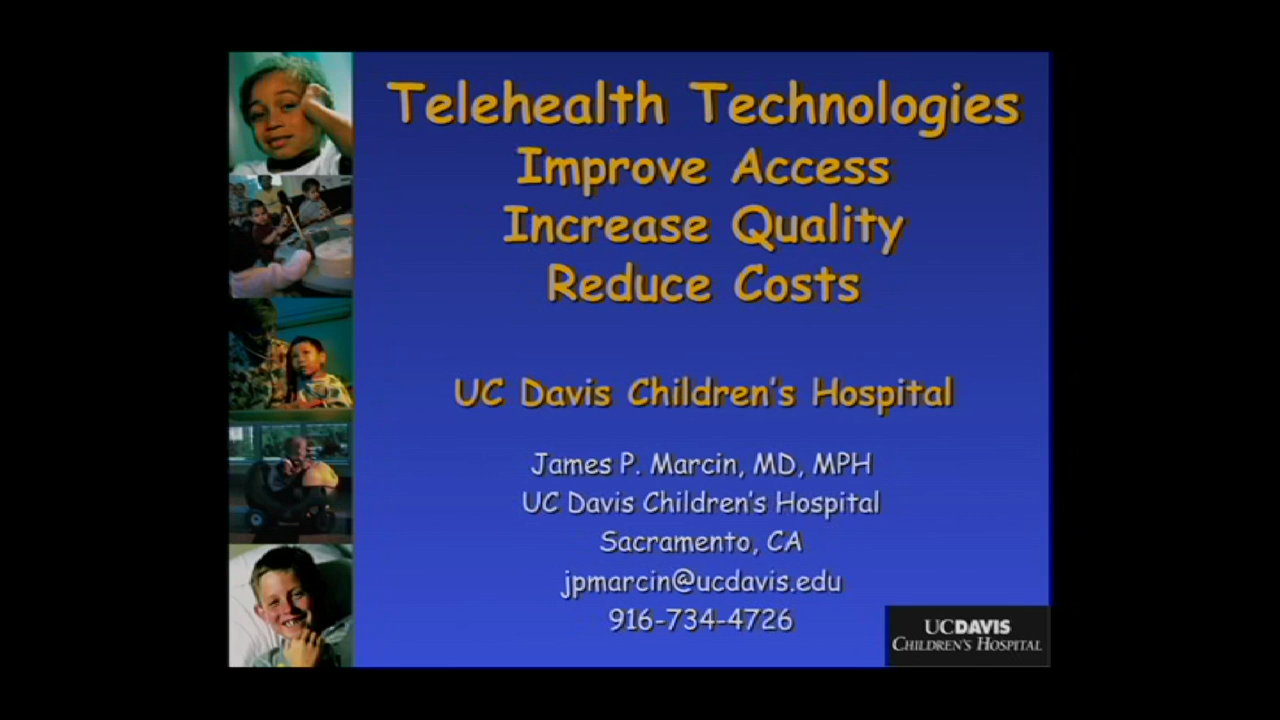 Telehealth Technologies
Improve Access
Increase Quality
Reduce Costs
UC Davis Children's Hospital
James P. Marcin, MD, MPH
UC Davis Children's Hospital
Sacramento, CA
jpmarcin@ucdavis.edu
916-734-4726
UCDAVIS
CHILDREN'S HOSPITAL